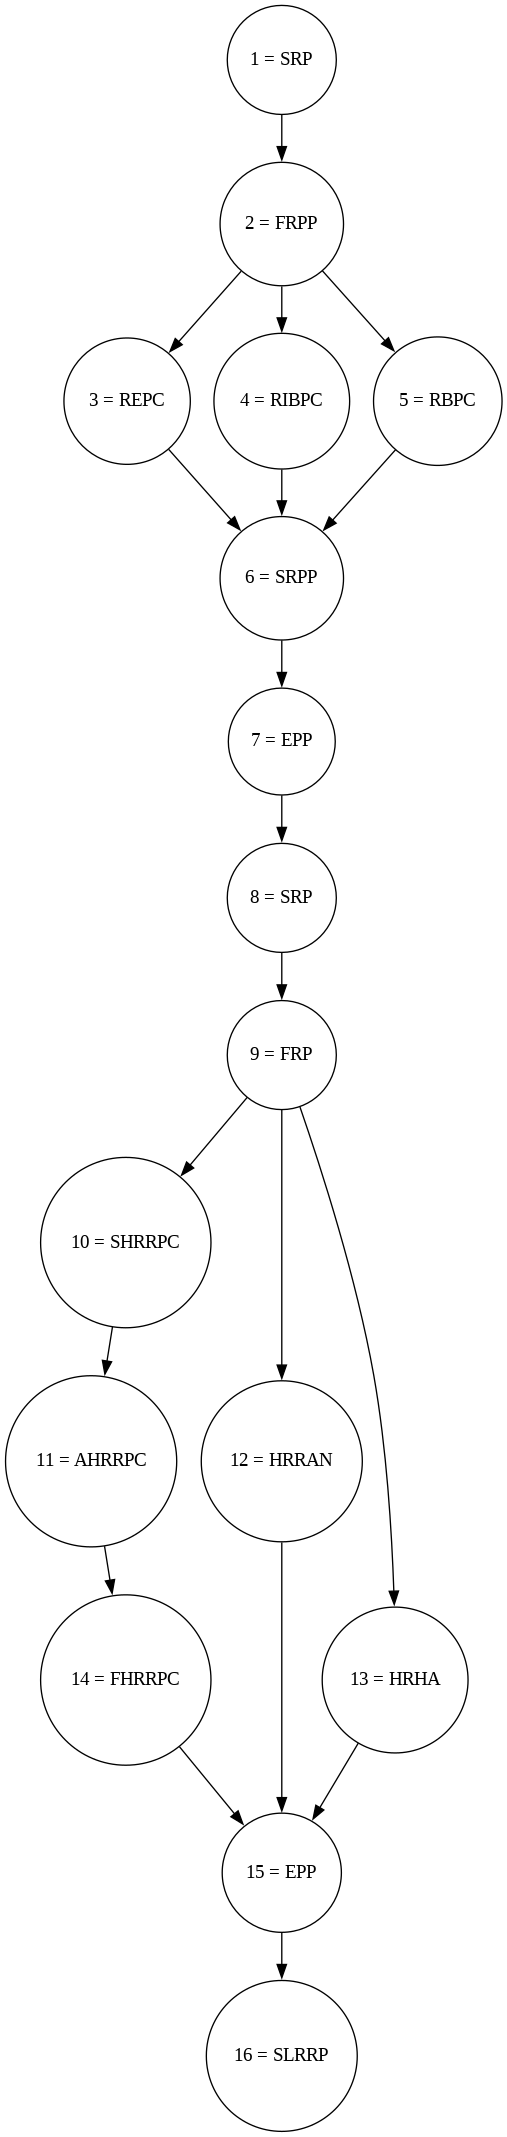 1 = SRP
2 = FRPP
3 = REPC
4 = RIBPC
5 = RBPC
6 = SRPP
7 = EPP
8 = SRP
9 = FRP
10 = SHRRPC
11 = AHRRPC
12 = HRRAN
14 = FHRRPC
13 = HRHA
15 = EPP
16 = SLRRP